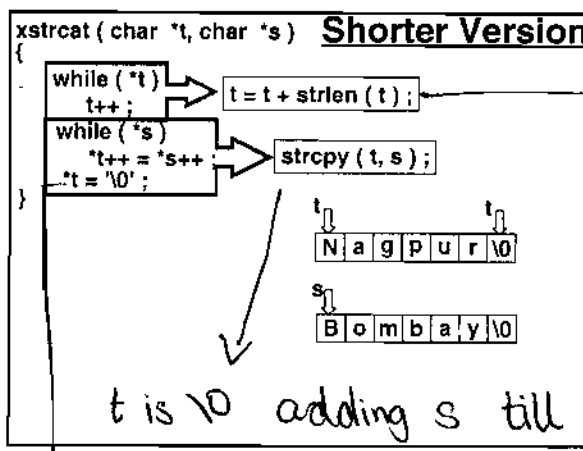 xstrcat ( char *t, char *s ) Shorter Version
{
while ( *t )
t++ ;
t = t + strlen ( t ) ;
while ( *s )
*t++ = *s++ ;
*t = '\0' ;
strcpy ( t, s ) ;
}
t t
N a g p u r \0
s
B o m b a y \0
t is \0 adding s till